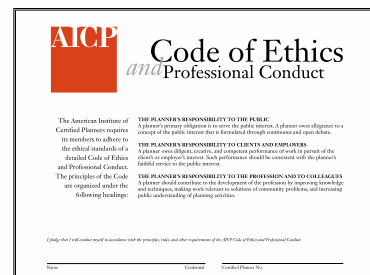 AICP
Code of Ethics
and Professional Conduct
The American Institute of
Certified Planners requires
its members to adhere to
the ethical standards of a
detailed Code of Ethics
and Professional Conduct.
The principles of the Code
are organized under the
following headings:
THE PLANNER'S RESPONSIBILITY TO THE PUBLIC
A planner's primary obligation is to serve the public interest. A planner owes allegiance to a
concept of the public interest that is formulated through continuous and open debate.
THE PLANNER'S RESPONSIBILITY TO CLIENTS AND EMPLOYERS
A planner owes diligent, creative, and competent performance of work in pursuit of the
client's or employer's interest. Such performance should be consistent with the planner's
faithful service to the public interest.
THE PLANNER'S RESPONSIBILITY TO THE PROFESSION AND TO COLLEAGUES
A planner should contribute to the development of the profession by improving knowledge
and techniques, making work relevant to solutions of community problems, and increasing
public understanding of planning activities.
I pledge that I will conduct myself in accordance with the principles, rules, and other requirements of the AICP Code of Ethics and Professional Conduct.
Name Credential Certified Planner No.